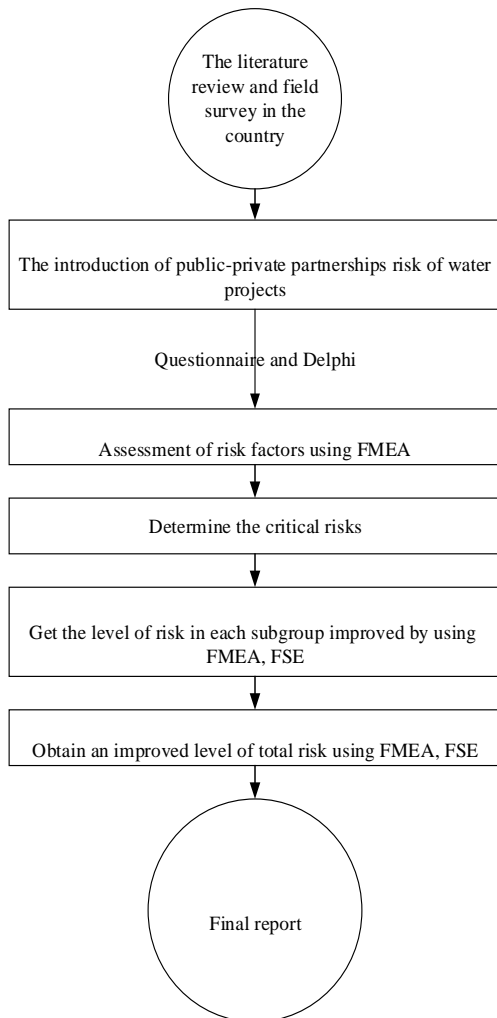 The literature
review and field
survey in the
country
The introduction of public-private partnerships risk of water
projects
Questionnaire and Delphi
Assessment of risk factors using FMEA
Determine the critical risks
Get the level of risk in each subgroup improved by using
FMEA, FSE
Obtain an improved level of total risk using FMEA, FSE
Final report